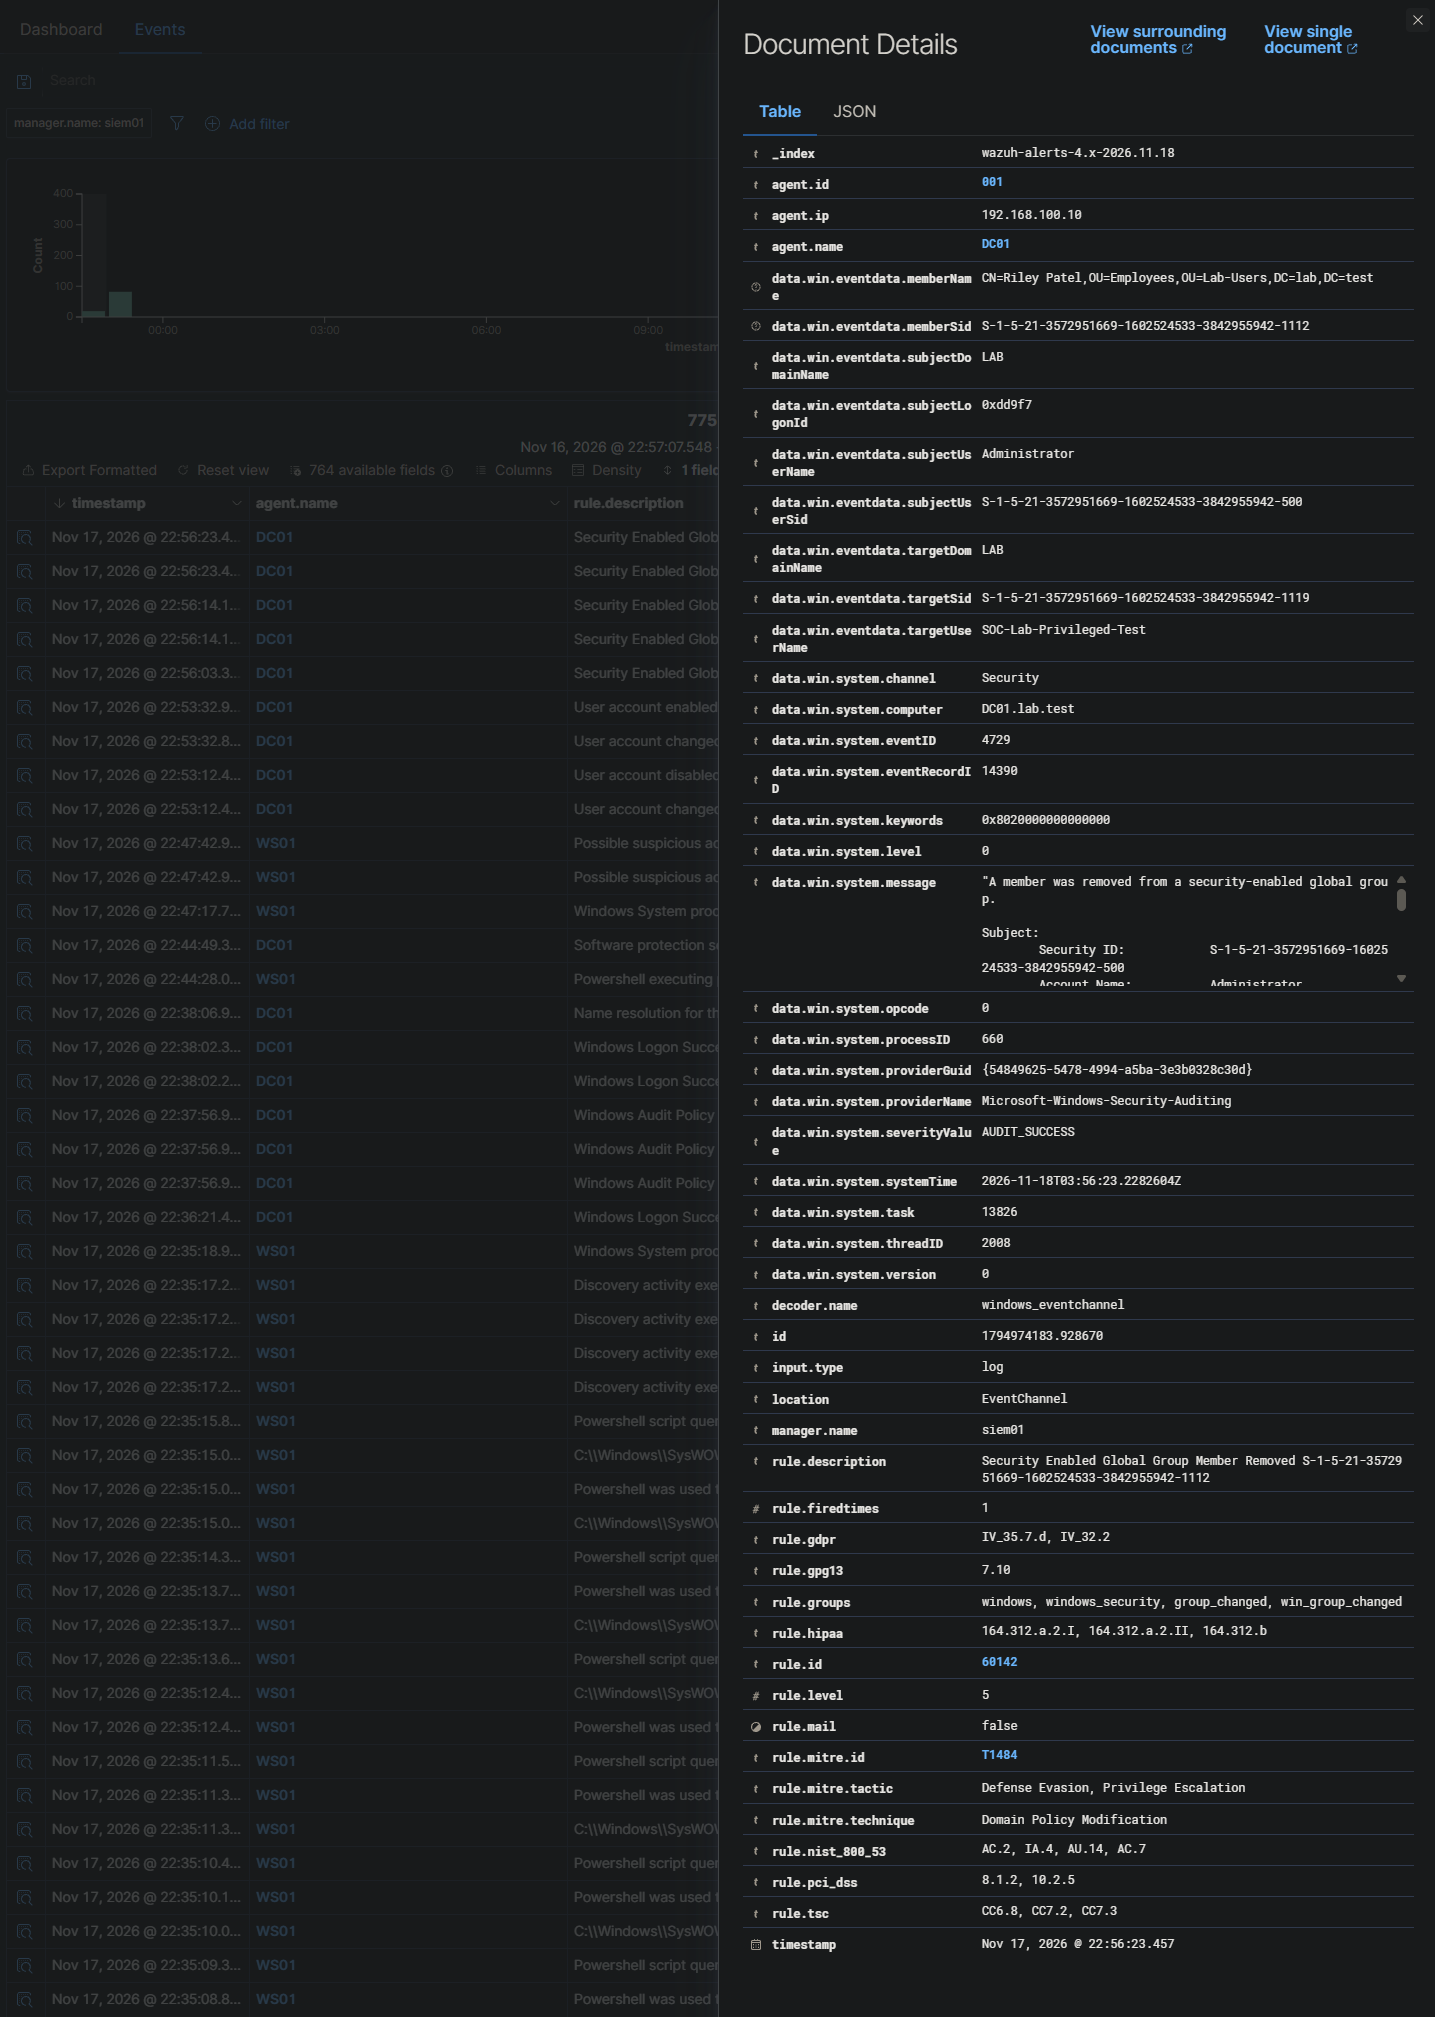 Dashboard
Events
Search
manager.name: siem01
Add filter
400
300
200
100
0
Count
00:00
03:00
06:00
09:00
timestam
775
Nov 16, 2026 @ 22:57:07.548 -
Export Formatted
Reset view
764 available fields
Columns
Density
1 field
timestamp
agent.name
rule.description
Nov 17, 2026 @ 22:56:23.4... DC01 Security Enabled Glob
Nov 17, 2026 @ 22:56:23.4... DC01 Security Enabled Glob
Nov 17, 2026 @ 22:56:14.1... DC01 Security Enabled Glob
Nov 17, 2026 @ 22:56:14.1... DC01 Security Enabled Glob
Nov 17, 2026 @ 22:56:03.3... DC01 Security Enabled Glob
Nov 17, 2026 @ 22:53:32.9... DC01 User account enabled
Nov 17, 2026 @ 22:53:32.8... DC01 User account changed
Nov 17, 2026 @ 22:53:12.4... DC01 User account disabled
Nov 17, 2026 @ 22:53:12.4... DC01 User account changed
Nov 17, 2026 @ 22:47:42.9... WS01 Possible suspicious ac
Nov 17, 2026 @ 22:47:42.9... WS01 Possible suspicious ac
Nov 17, 2026 @ 22:47:17.7... WS01 Windows System proc
Nov 17, 2026 @ 22:44:49.3... DC01 Software protection se
Nov 17, 2026 @ 22:44:28.0... WS01 Powershell executing
Nov 17, 2026 @ 22:38:06.9... DC01 Name resolution for th
Nov 17, 2026 @ 22:38:02.3... DC01 Windows Logon Succe
Nov 17, 2026 @ 22:38:02.2... DC01 Windows Logon Succe
Nov 17, 2026 @ 22:37:56.9... DC01 Windows Audit Policy
Nov 17, 2026 @ 22:37:56.9... DC01 Windows Audit Policy
Nov 17, 2026 @ 22:37:56.9... DC01 Windows Audit Policy
Nov 17, 2026 @ 22:36:21.4... DC01 Windows Logon Succe
Nov 17, 2026 @ 22:35:18.9... WS01 Windows System proc
Nov 17, 2026 @ 22:35:17.2... WS01 Discovery activity exe
Nov 17, 2026 @ 22:35:17.2... WS01 Discovery activity exe
Nov 17, 2026 @ 22:35:17.2... WS01 Discovery activity exe
Nov 17, 2026 @ 22:35:17.2... WS01 Discovery activity exe
Nov 17, 2026 @ 22:35:15.8... WS01 Powershell script quer
Nov 17, 2026 @ 22:35:15.0... WS01 C:\\Windows\\SysWOW
Nov 17, 2026 @ 22:35:15.0... WS01 Powershell was used t
Nov 17, 2026 @ 22:35:15.0... WS01 C:\\Windows\\SysWOW
Nov 17, 2026 @ 22:35:14.3... WS01 Powershell script quer
Nov 17, 2026 @ 22:35:13.7... WS01 Powershell was used t
Nov 17, 2026 @ 22:35:13.7... WS01 C:\\Windows\\SysWOW
Nov 17, 2026 @ 22:35:13.6... WS01 Powershell script quer
Nov 17, 2026 @ 22:35:12.4... WS01 C:\\Windows\\SysWOW
Nov 17, 2026 @ 22:35:12.4... WS01 Powershell was used t
Nov 17, 2026 @ 22:35:11.5... WS01 Powershell script quer
Nov 17, 2026 @ 22:35:11.3... WS01 Powershell was used t
Nov 17, 2026 @ 22:35:11.3... WS01 C:\\Windows\\SysWOW
Nov 17, 2026 @ 22:35:10.4... WS01 Powershell script quer
Nov 17, 2026 @ 22:35:10.1... WS01 Powershell was used t
Nov 17, 2026 @ 22:35:10.0... WS01 C:\\Windows\\SysWOW
Nov 17, 2026 @ 22:35:09.3... WS01 Powershell script quer
Nov 17, 2026 @ 22:35:08.8... WS01 Powershell was used t
Document Details
View surrounding
documents
View single
document
Table
JSON
t _index wazuh-alerts-4.x-2026.11.18
t agent.id 001
t agent.ip 192.168.100.10
t agent.name DC01
data.win.eventdata.memberNam CN=Riley Patel,OU=Employees,OU=Lab-Users,DC=lab,DC=test
e
data.win.eventdata.memberSid S-1-5-21-3572951669-1602524533-3842955942-1112
t data.win.eventdata.subjectDo LAB
mainName
t data.win.eventdata.subjectLo 0xdd9f7
gonId
t data.win.eventdata.subjectUs Administrator
erName
t data.win.eventdata.subjectUs S-1-5-21-3572951669-1602524533-3842955942-500
erSid
t data.win.eventdata.targetDom LAB
ainName
t data.win.eventdata.targetSid S-1-5-21-3572951669-1602524533-3842955942-1119
t data.win.eventdata.targetUse SOC-Lab-Privileged-Test
rName
t data.win.system.channel Security
t data.win.system.computer DC01.lab.test
t data.win.system.eventID 4729
t data.win.system.eventRecordI 14390
D
t data.win.system.keywords 0x8020000000000000
t data.win.system.level 0
t data.win.system.message "A member was removed from a security-enabled global grou
p.
Subject:
Security ID: S-1-5-21-3572951669-16025
24533-3842955942-500
Account Name: Administrator
t data.win.system.opcode 0
t data.win.system.processID 660
t data.win.system.providerGuid {54849625-5478-4994-a5ba-3e3b0328c30d}
t data.win.system.providerName Microsoft-Windows-Security-Auditing
t data.win.system.severityValu AUDIT_SUCCESS
e
t data.win.system.systemTime 2026-11-18T03:56:23.2282604Z
t data.win.system.task 13826
t data.win.system.threadID 2008
t data.win.system.version 0
t decoder.name windows_eventchannel
t id 1794974183.928670
t input.type log
t location EventChannel
t manager.name siem01
t rule.description Security Enabled Global Group Member Removed S-1-5-21-35729
51669-1602524533-3842955942-1112
# rule.firedtimes 1
t rule.gdpr IV_35.7.d, IV_32.2
t rule.gpg13 7.10
t rule.groups windows, windows_security, group_changed, win_group_changed
t rule.hipaa 164.312.a.2.I, 164.312.a.2.II, 164.312.b
t rule.id 60142
# rule.level 5
rule.mail false
t rule.mitre.id T1484
t rule.mitre.tactic Defense Evasion, Privilege Escalation
t rule.mitre.technique Domain Policy Modification
t rule.nist_800_53 AC.2, IA.4, AU.14, AC.7
t rule.pci_dss 8.1.2, 10.2.5
t rule.tsc CC6.8, CC7.2, CC7.3
timestamp Nov 17, 2026 @ 22:56:23.457